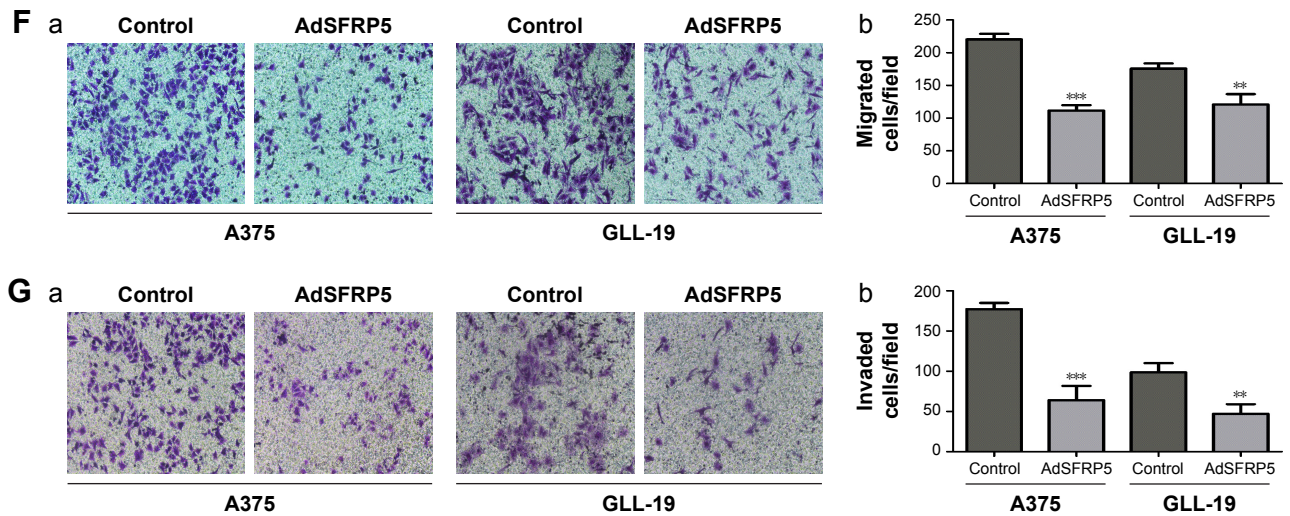 F a Control AdSFRP5 Control AdSFRP5
A375 GLL-19
b
Migrated
cells/field
250
200
150
100
50
0
*** **
Control AdSFRP5 Control AdSFRP5
A375 GLL-19
G a Control AdSFRP5 Control AdSFRP5
A375 GLL-19
b
Invaded
cells/field
200
150
100
50
0
*** **
Control AdSFRP5 Control AdSFRP5
A375 GLL-19